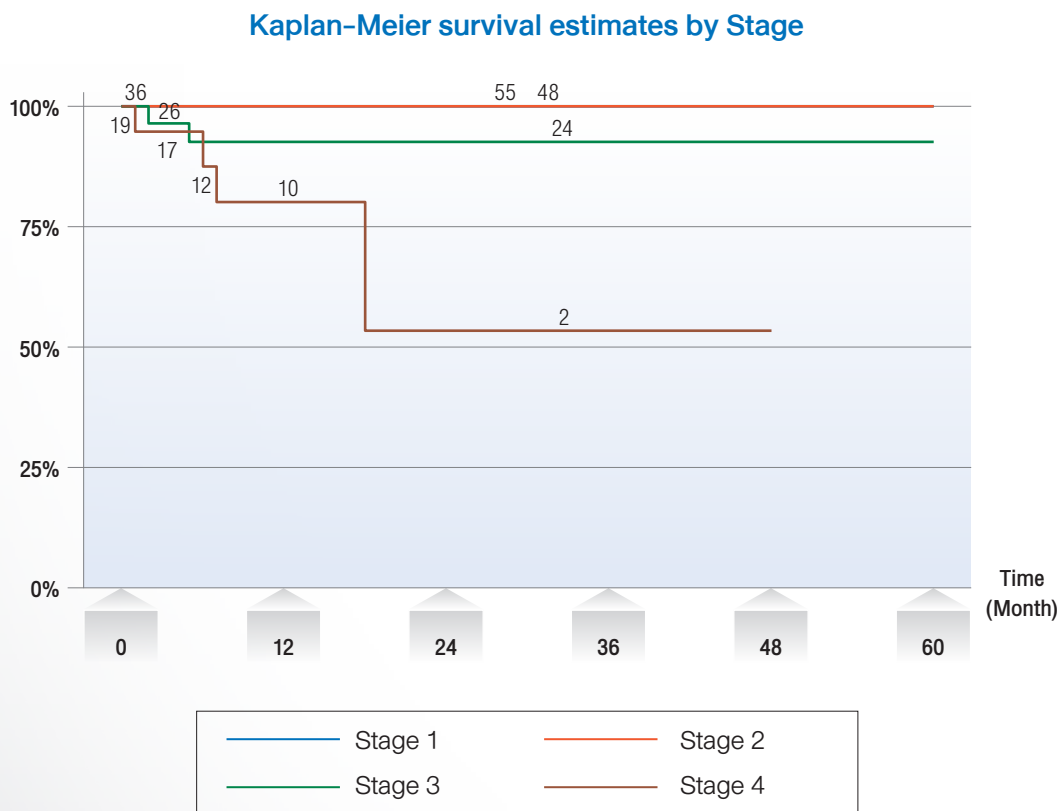 Kaplan–Meier survival estimates by Stage
36 55 48
100%
26 24
19
17
12 10
75%
2
50%
25%
0%
Time
(Month)
0 12 24 36 48 60
Stage 1 Stage 2
Stage 3 Stage 4